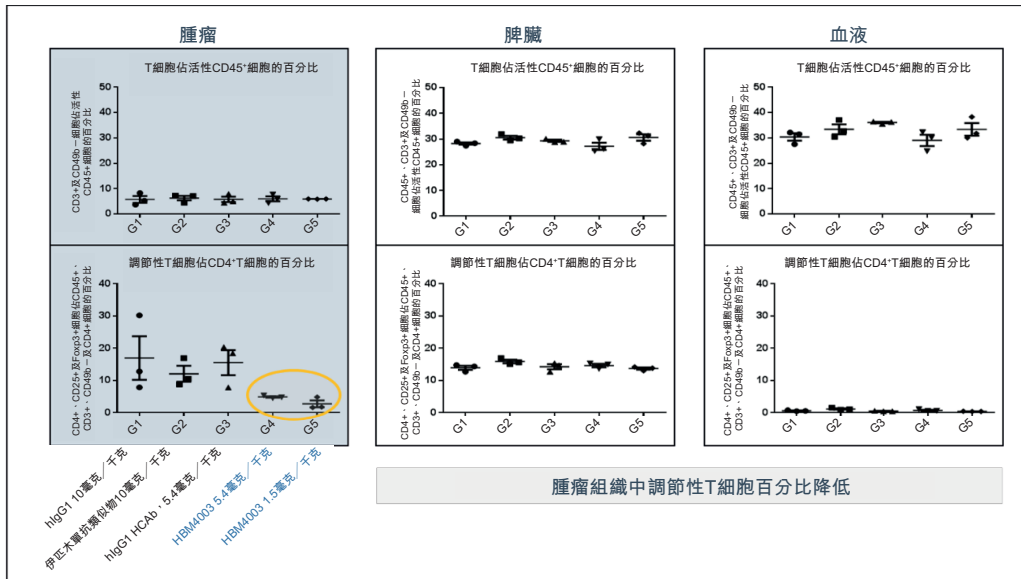 腫瘤
脾臟
血液
T細胞佔活性CD45⁺細胞的百分比
CD3+及CD49b－細胞佔活性
CD45+細胞的百分比
50
40
30
20
10
0
G1
G2
G3
G4
G5
T細胞佔活性CD45⁺細胞的百分比
CD45+、CD3+及CD49b－
細胞佔活性CD45+細胞的百分比
50
40
30
20
10
0
G1
G2
G3
G4
G5
T細胞佔活性CD45⁺細胞的百分比
CD45+、CD3+及CD49b－
細胞佔活性CD45+細胞的百分比
50
40
30
20
10
0
G1
G2
G3
G4
G5
調節性T細胞佔CD4⁺T細胞的百分比
CD4+、CD25+及Foxp3+細胞佔CD45+、
CD3+、CD49b－及CD4+細胞的百分比
40
30
20
10
0
G1
G2
G3
G4
G5
調節性T細胞佔CD4⁺T細胞的百分比
CD4+、CD25+及Foxp3+細胞佔CD45+、
CD3+、CD49b－及CD4+細胞的百分比
40
30
20
10
0
G1
G2
G3
G4
G5
調節性T細胞佔CD4⁺T細胞的百分比
CD4+、CD25+及Foxp3+細胞佔CD45+、
CD3+、CD49b－及CD4+細胞的百分比
40
30
20
10
0
G1
G2
G3
G4
G5
hIgG1 10毫克／千克
伊匹木單抗類似物10毫克／千克
hIgG1 HCAb，5.4毫克／千克
HBM4003 5.4毫克／千克
HBM4003 1.5毫克／千克
腫瘤組織中調節性T細胞百分比降低